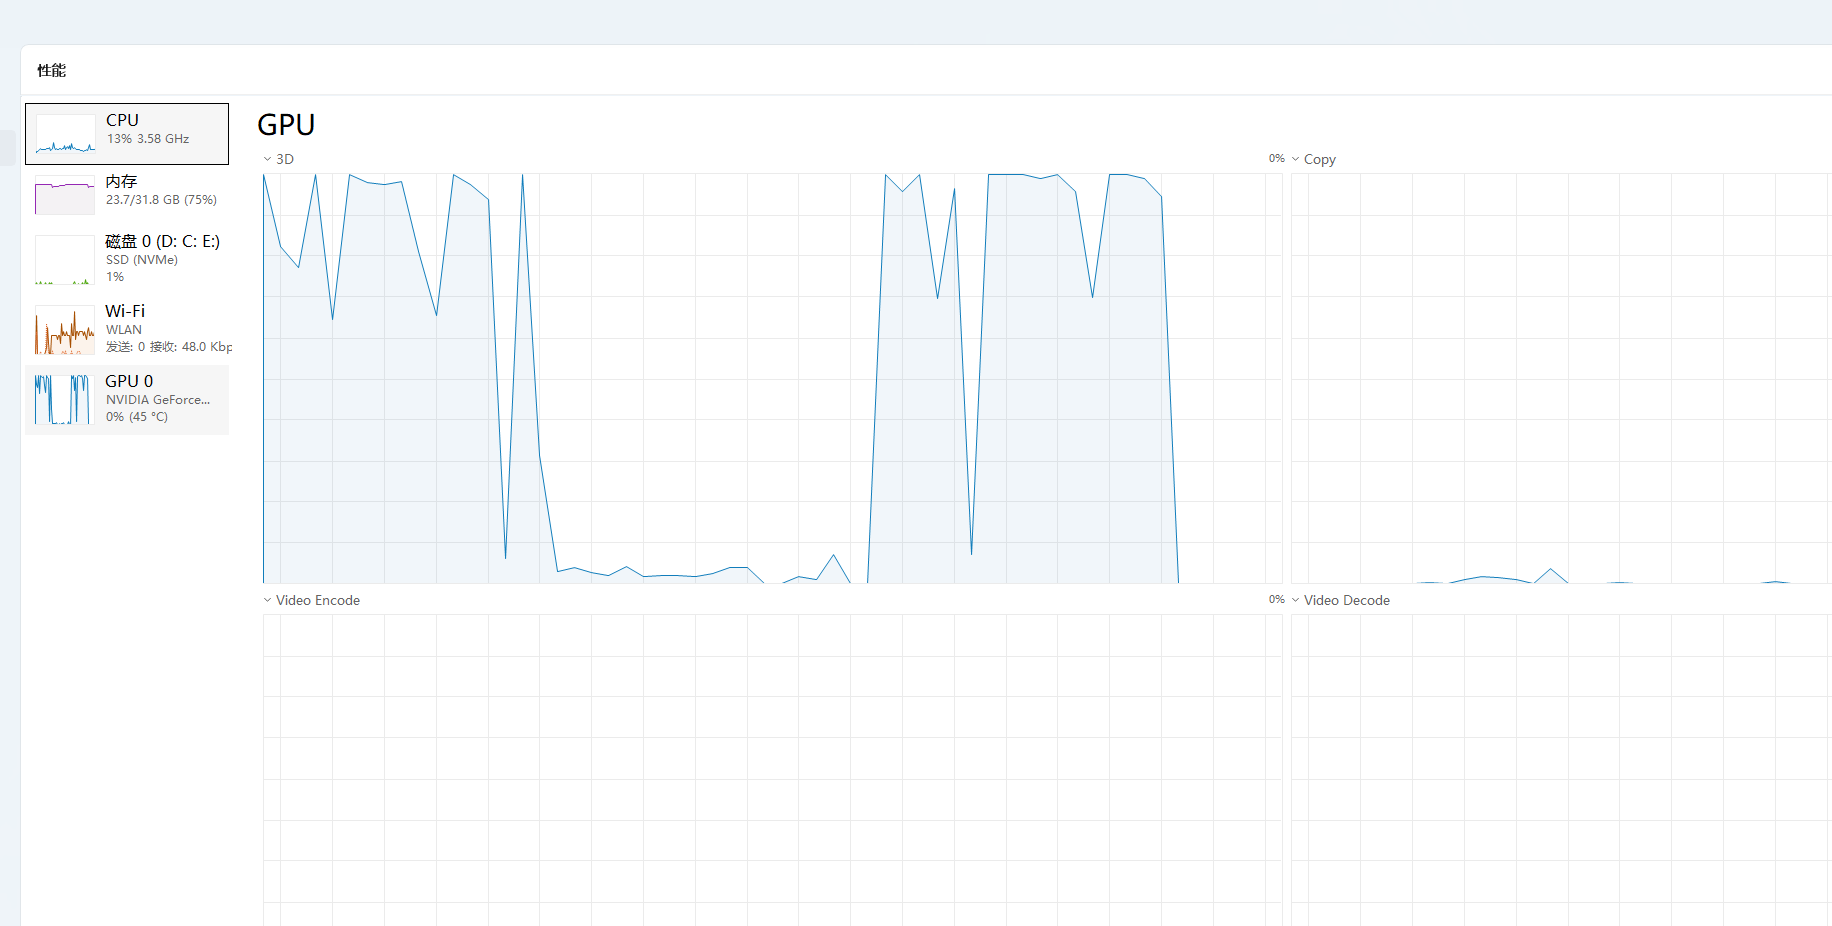 性能
CPU
13% 3.58 GHz
内存
23.7/31.8 GB (75%)
磁盘 0 (D: C: E:)
SSD (NVMe)
1%
Wi-Fi
WLAN
发送: 0 接收: 48.0 Kbp
GPU 0
NVIDIA GeForce...
0% (45 °C)
GPU
3D
0%
Copy
Video Encode
0%
Video Decode